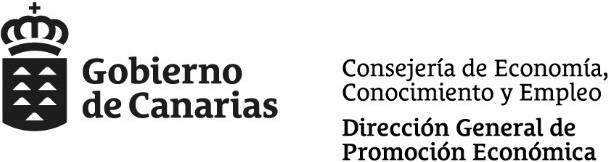 Gobierno
de Canarias
Consejería de Economía,
Conocimiento y Empleo
Dirección General de
Promoción Económica